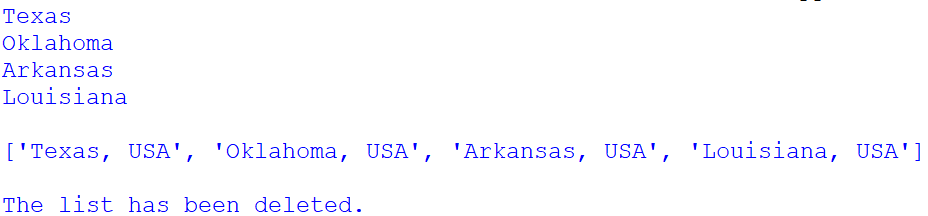 Texas
Oklahoma
Arkansas
Louisiana
['Texas, USA', 'Oklahoma, USA', 'Arkansas, USA', 'Louisiana, USA']
The list has been deleted.